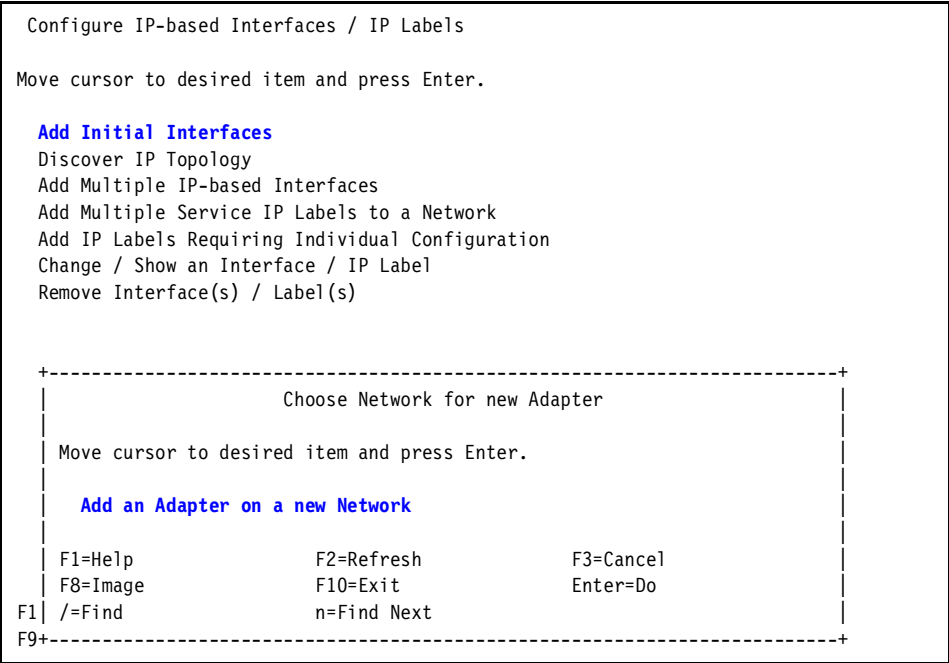 Configure IP-based Interfaces / IP Labels
Move cursor to desired item and press Enter.
Add Initial Interfaces
Discover IP Topology
Add Multiple IP-based Interfaces
Add Multiple Service IP Labels to a Network
Add IP Labels Requiring Individual Configuration
Change / Show an Interface / IP Label
Remove Interface(s) / Label(s)
+--------------------------------------------------------------------------+
| Choose Network for new Adapter |
| |
| Move cursor to desired item and press Enter. |
| |
| Add an Adapter on a new Network |
| |
| F1=Help F2=Refresh F3=Cancel |
| F8=Image F10=Exit Enter=Do |
F1| /=Find n=Find Next |
F9+--------------------------------------------------------------------------+